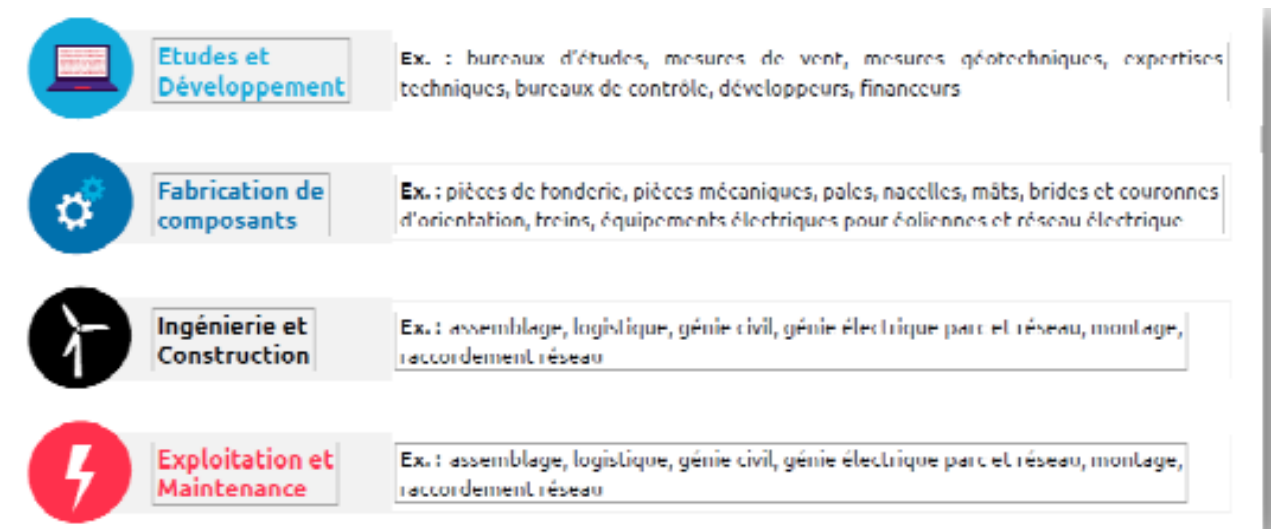 Etudes et
Développement
Ex. : bureaux d'études, mesures de vent, mesures géotechniques, expertises
techniques, bureaux de contrôle, développeurs, financeurs
Fabrication de
composants
Ex. : pièces de fonderie, pièces mécaniques, pales, nacelles, mâts, brides et couronnes
d'orientation, freins, équipements électriques pour éoliennes et réseau électrique
Ingénierie et
Construction
Ex. : assemblage, logistique, génie civil, génie électrique parc et réseau, montage,
raccordement réseau
Exploitation et
Maintenance
Ex. : assemblage, logistique, génie civil, génie électrique parc et réseau, montage,
raccordement réseau